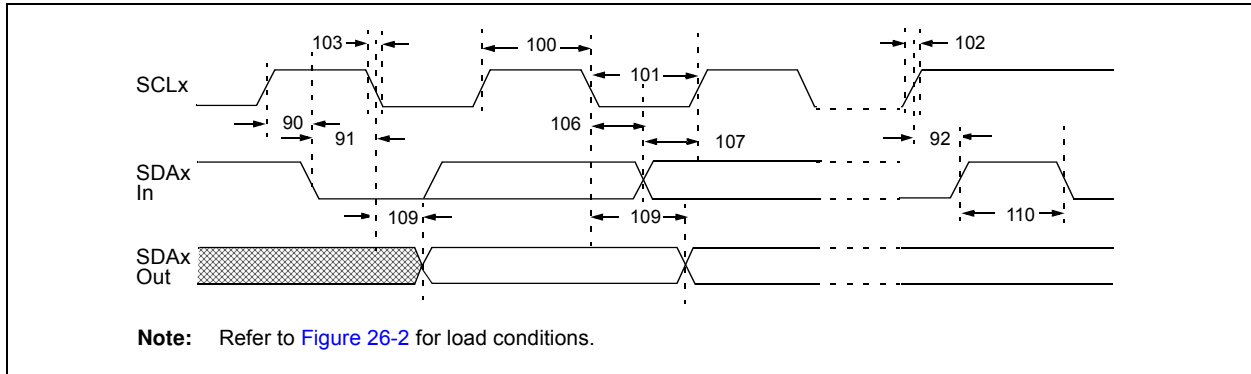 103
100
102
101
SCLx
90
91
106
107
92
SDAx
In
109
109
110
SDAx
Out
Note: Refer to Figure 26-2 for load conditions.